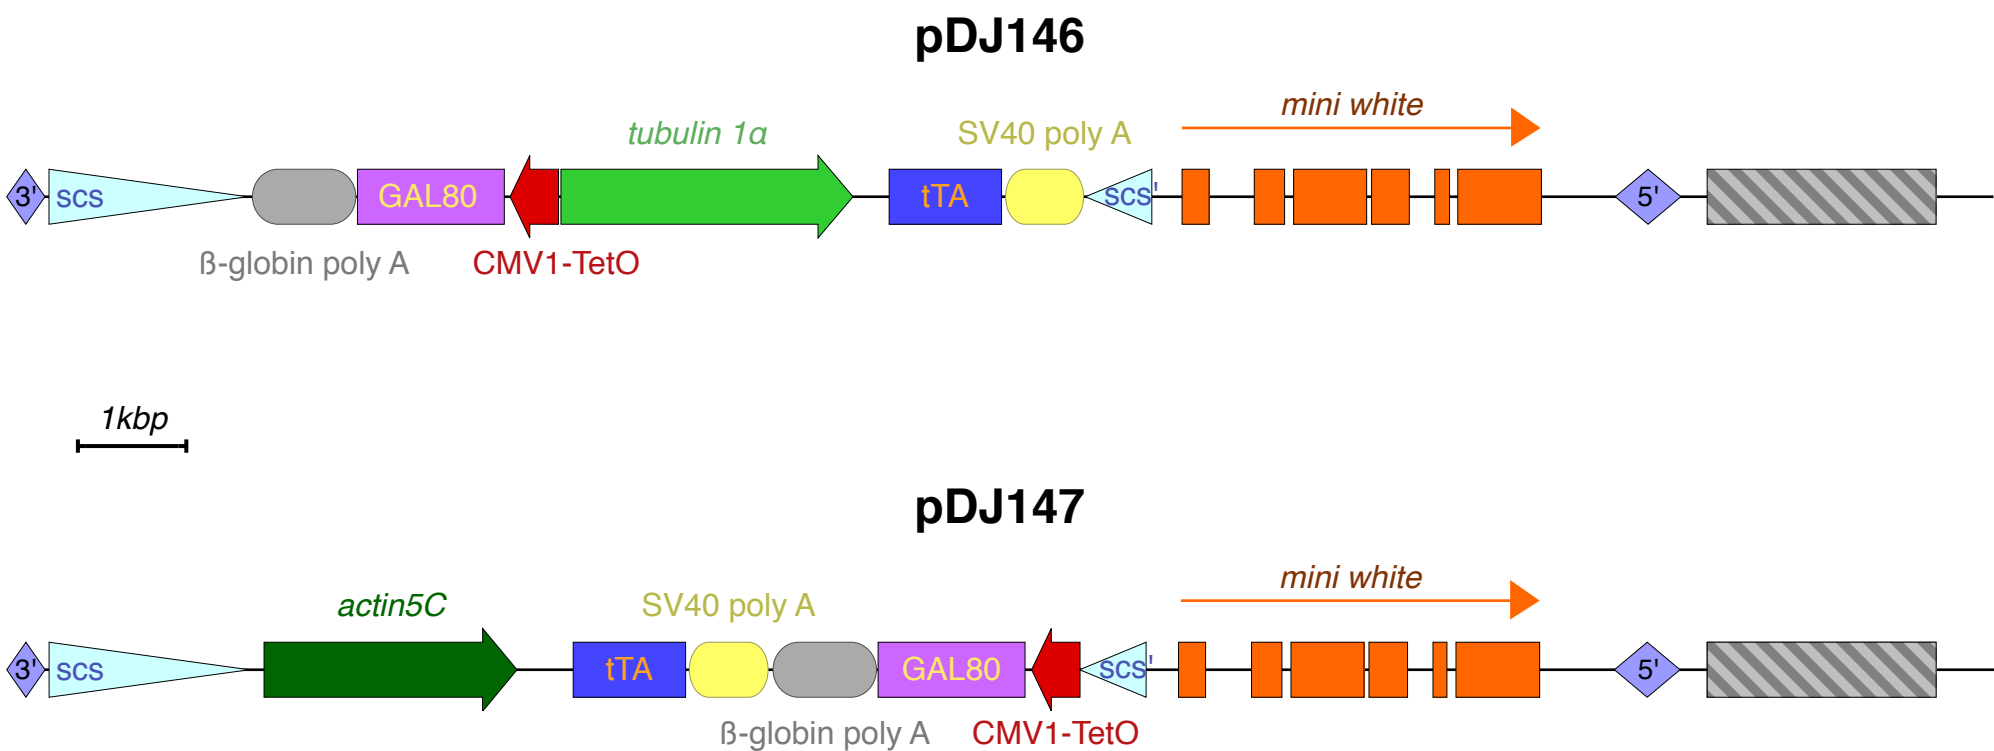 pDJ146
mini white
tubulin 1α
SV40 poly A
3'
scs
GAL80
tTA
scs'
5'
ß-globin poly A
CMV1-TetO
1kbp
pDJ147
mini white
actin5C
SV40 poly A
3'
scs
tTA
GAL80
scs'
5'
ß-globin poly A
CMV1-TetO